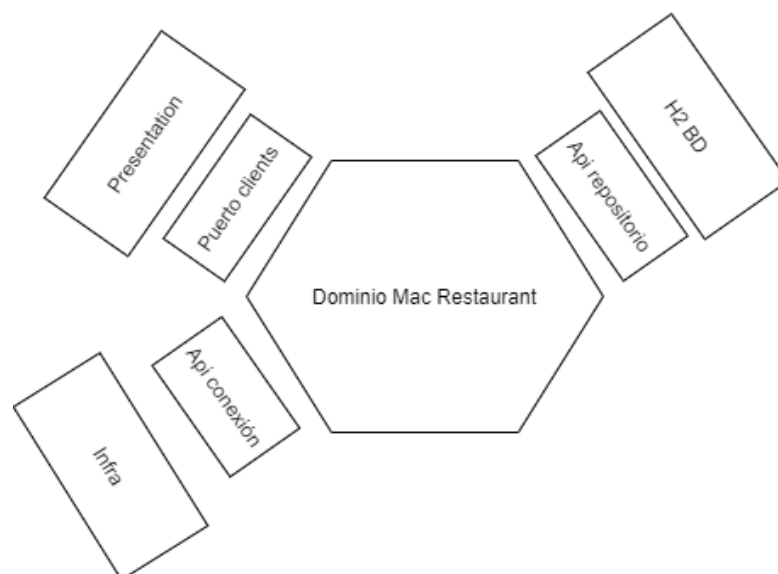 Presentation
Puerto clients
H2 BD
Api repositorio
Dominio Mac Restaurant
Api conexión
Infra